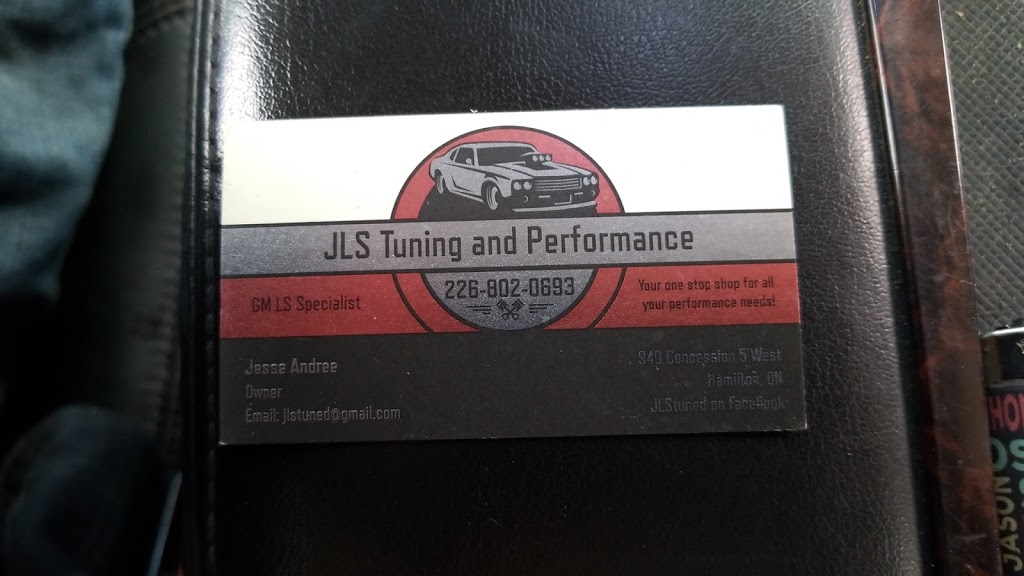 JLS Tuning and Performance
226-802-0693
GM LS Specialist
Your one stop shop for all
your performance needs!
Jesse Andree
Owner
Email: jlstuned@gmail.com
940 Concession 5 West
Hamilton, ON
JLStuned on FaceBook
JASON